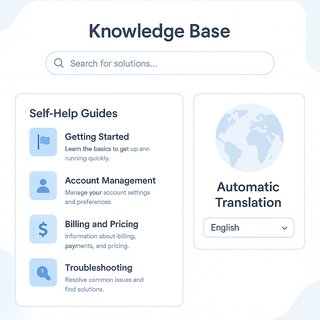 Knowledge Base
Search for solutions...
Self-Help Guides
Getting Started
Learn the basics to get up ann
running quickly.
Account Management
Manage your account settings
and preferences.
Billing and Pricing
Information about-billing,
payments, and pricing.
Troubleshooting
Resolve common issues and
find solutions.
Automatic
Translation
English